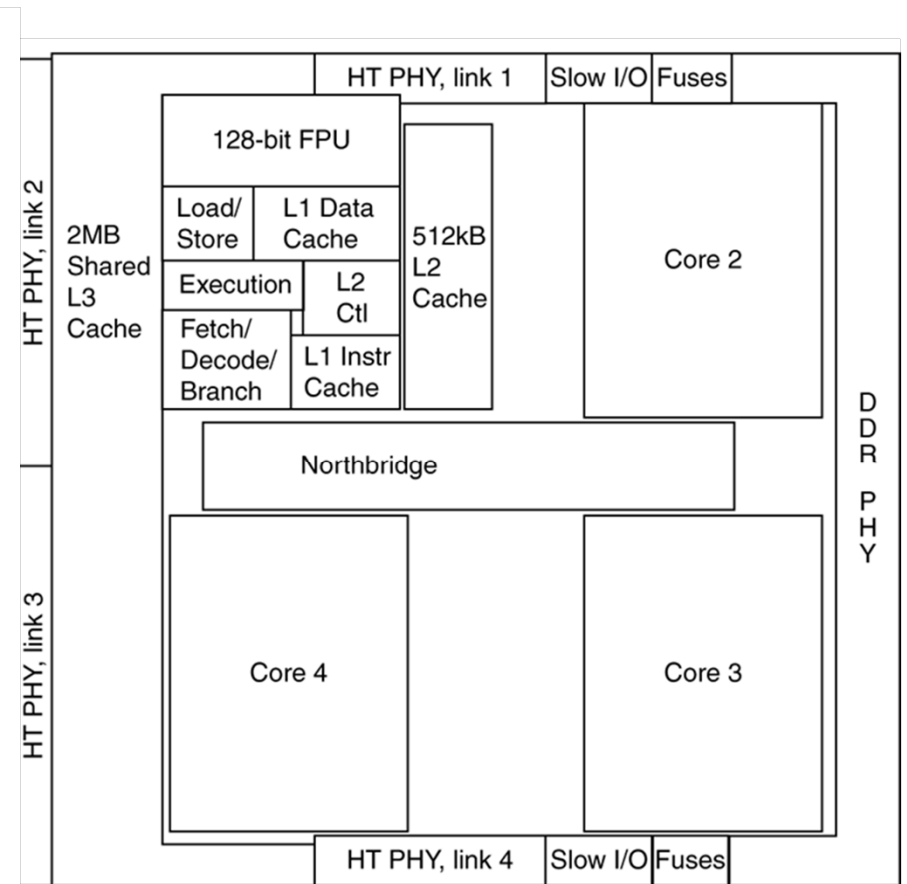 HT PHY, link 1
Slow I/O
Fuses
HT PHY, link 2
2MB
Shared
L3
Cache
128-bit FPU
Load/
Store
L1 Data
Cache
Execution
L2
Ctl
Fetch/
Decode/
Branch
L1 Instr
Cache
512kB
L2
Cache
Core 2
Northbridge
D
D
R
P
H
Y
HT PHY, link 3
Core 4
Core 3
HT PHY, link 4
Slow I/O
Fuses